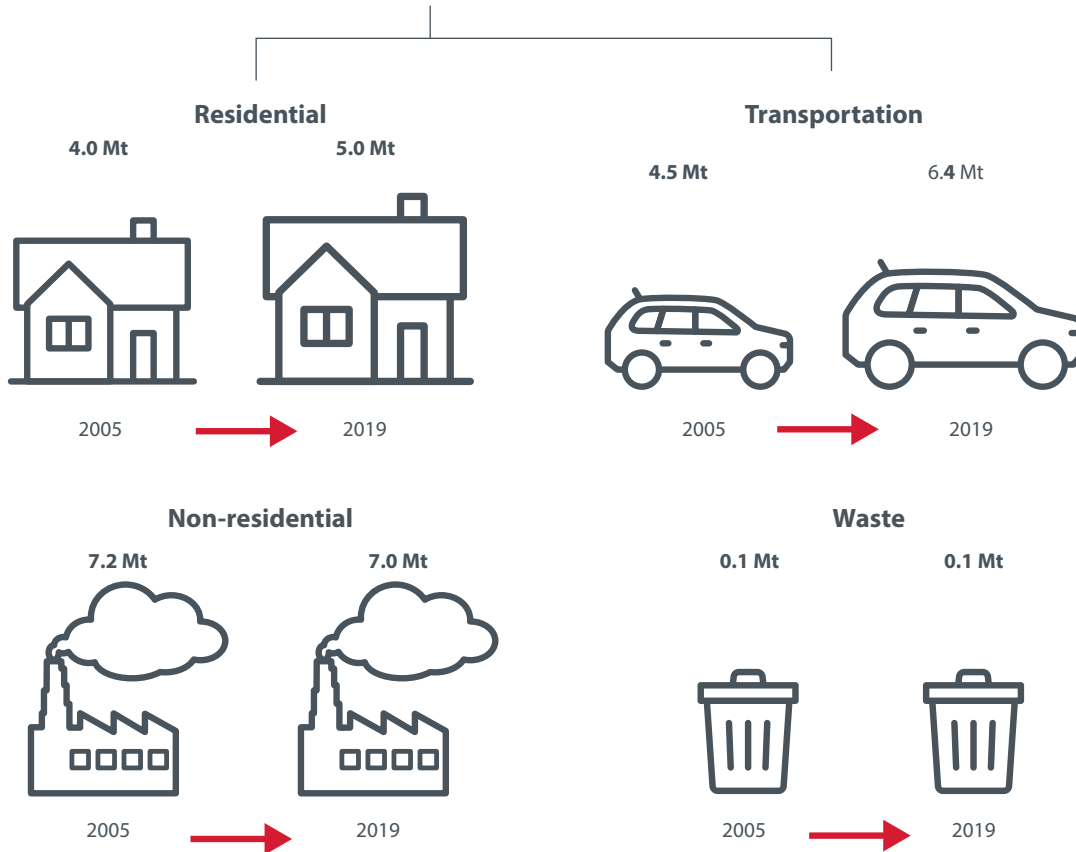 Residential
4.0 Mt 5.0 Mt
2005 2019
Transportation
4.5 Mt 6.4 Mt
2005 2019
Non-residential
7.2 Mt 7.0 Mt
2005 2019
Waste
0.1 Mt 0.1 Mt
2005 2019